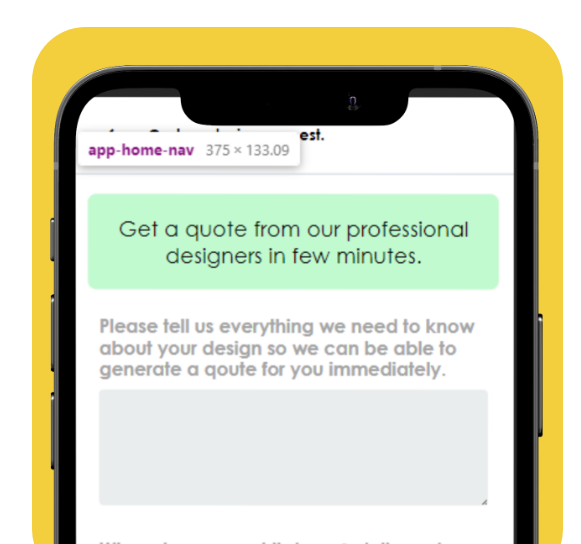 est.
app-home-nav 375 × 133.09
Get a quote from our professional
designers in few minutes.
Please tell us everything we need to know
about your design so we can be able to
generate a qoute for you immediately.